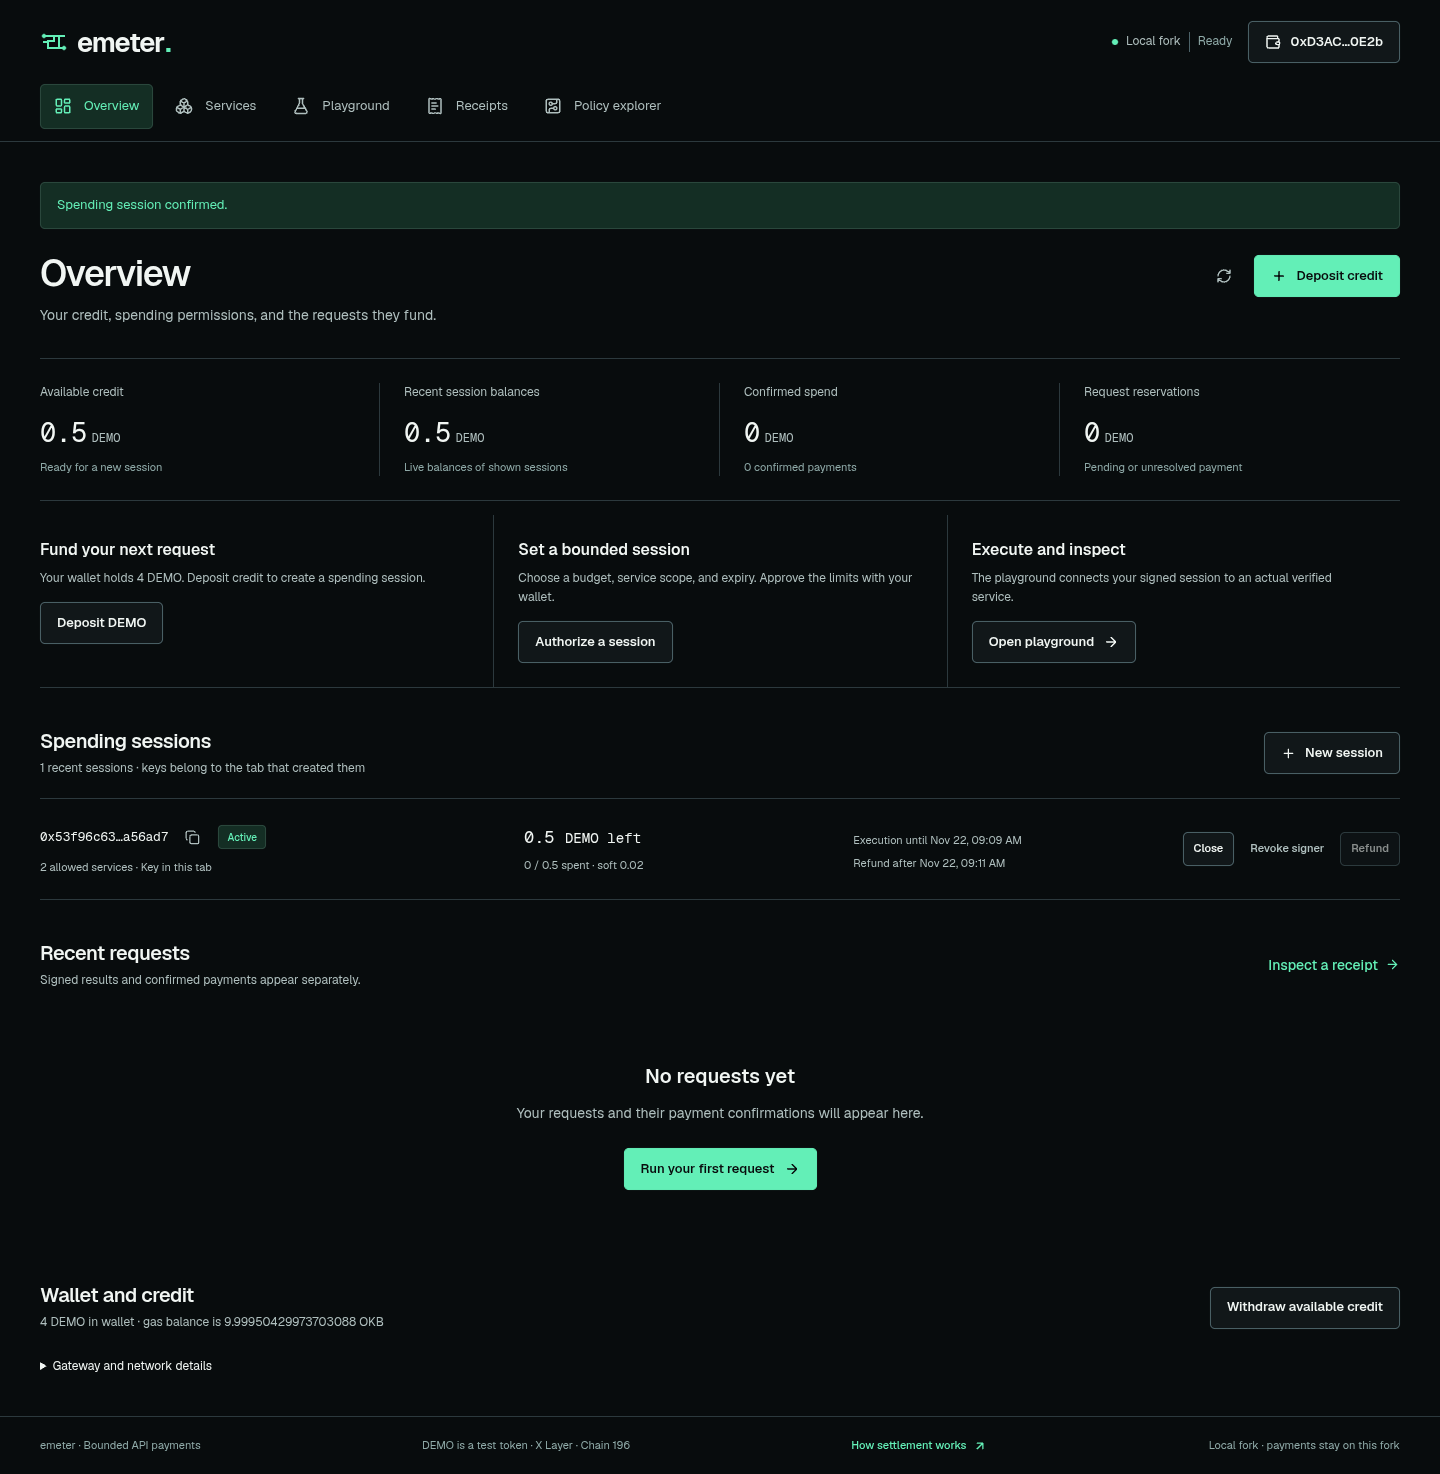 emeter.
Local fork
Ready
0xD3AC...0E2b
Overview
Services
Playground
Receipts
Policy explorer
Spending session confirmed.
Overview
Deposit credit
Your credit, spending permissions, and the requests they fund.
Available credit
0.5 DEMO
Ready for a new session
Recent session balances
0.5 DEMO
Live balances of shown sessions
Confirmed spend
0 DEMO
0 confirmed payments
Request reservations
0 DEMO
Pending or unresolved payment
Fund your next request
Your wallet holds 4 DEMO. Deposit credit to create a spending session.
Deposit DEMO
Set a bounded session
Choose a budget, service scope, and expiry. Approve the limits with your
wallet.
Authorize a session
Execute and inspect
The playground connects your signed session to an actual verified
service.
Open playground
Spending sessions
1 recent sessions · keys belong to the tab that created them
New session
0x53f96c63…a56ad7
Active
2 allowed services · Key in this tab
0.5 DEMO left
0 / 0.5 spent · soft 0.02
Execution until Nov 22, 09:09 AM
Refund after Nov 22, 09:11 AM
Close
Revoke signer
Refund
Recent requests
Signed results and confirmed payments appear separately.
Inspect a receipt
No requests yet
Your requests and their payment confirmations will appear here.
Run your first request
Wallet and credit
4 DEMO in wallet · gas balance is 9.99950429973703088 OKB
Withdraw available credit
Gateway and network details
emeter · Bounded API payments
DEMO is a test token · X Layer · Chain 196
How settlement works
Local fork · payments stay on this fork